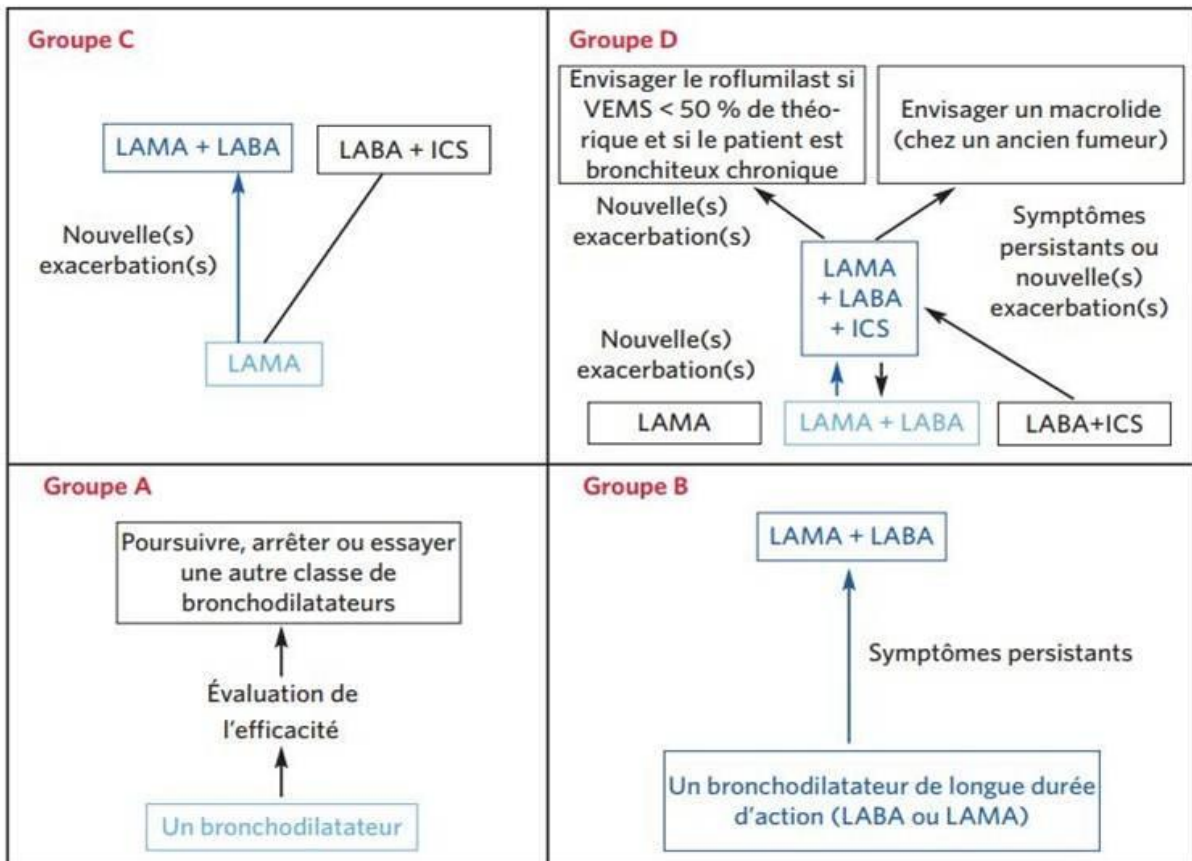 Groupe C
LAMA + LABA
LABA + ICS
Nouvelle(s)
exacerbation(s)
LAMA
Groupe D
Envisager le roflumilast si
VEMS < 50 % de théo-
rique et si le patient est
bronchiteux chronique
Envisager un macrolide
(chez un ancien fumeur)
Nouvelle(s)
exacerbation(s)
Symptômes
persistants ou
nouvelle(s)
exacerbation(s)
LAMA
+ LABA
+ ICS
Nouvelle(s)
exacerbation(s)
LAMA
LAMA + LABA
LABA+ICS
Groupe A
Poursuivre, arrêter ou essayer
une autre classe de
bronchodilatateurs
Évaluation de
l'efficacité
Un bronchodilatateur
Groupe B
LAMA + LABA
Symptômes persistants
Un bronchodilatateur de longue durée
d'action (LABA ou LAMA)